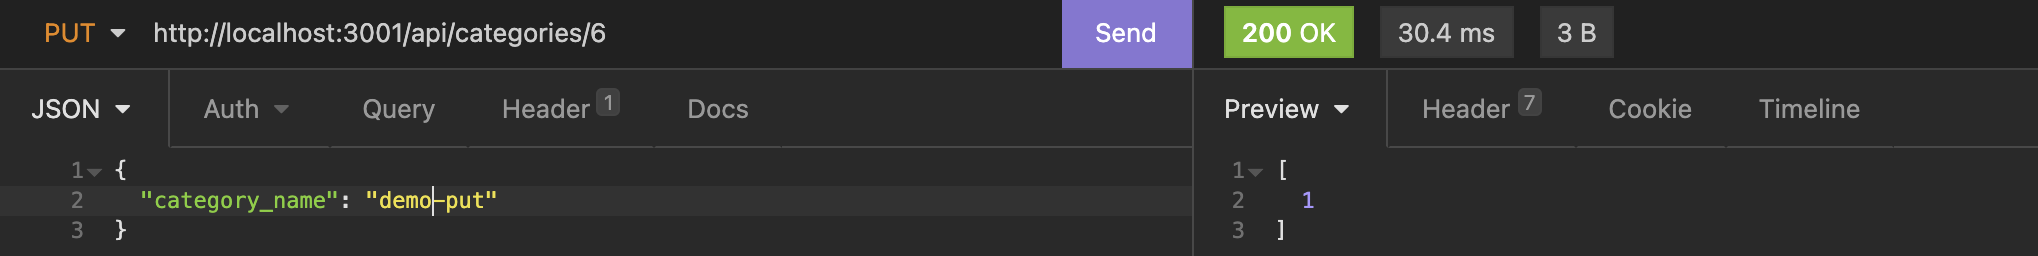 PUT http://localhost:3001/api/categories/6 Send 200 OK 30.4 ms 3 B
JSON Auth Query Header 1 Docs Preview Header 7 Cookie Timeline
1 {
2 "category_name": "demo-put"
3 }
1 [
2 1
3 ]